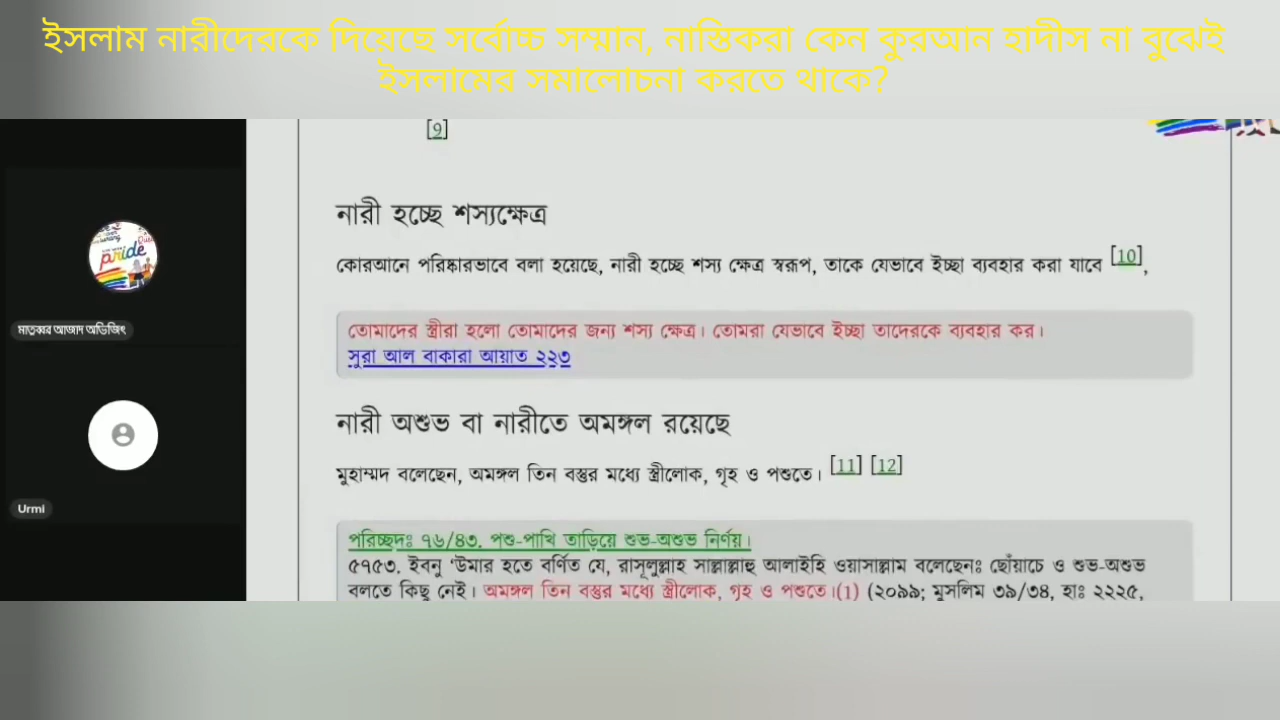 ইসলাম নারীদেরকে দিয়েছে সর্বোচ্চ সম্মান, নাস্তিকরা কেন কুরআন হাদীস না বুঝেই
ইসলামের সমালোচনা করতে থাকে?
[9]
নারী হচ্ছে শস্যক্ষেত্র
কোরআনে পরিষ্কারভাবে বলা হয়েছে, নারী হচ্ছে শস্য ক্ষেত্র স্বরূপ, তাকে যেভাবে ইচ্ছা ব্যবহার করা যাবে [10],
তোমাদের স্ত্রীরা হলো তোমাদের জন্য শস্য ক্ষেত্র। তোমরা যেভাবে ইচ্ছা তাদেরকে ব্যবহার কর।
সুরা আল বাকারা আয়াত ২২৩
নারী অশুভ বা নারীতে অমঙ্গল রয়েছে
মুহাম্মদ বলেছেন, অমঙ্গল তিন বস্তুর মধ্যে স্ত্রীলোক, গৃহ ও পশুতে। [11] [12]
পরিচ্ছদঃ ৭৬/৪৩. পশু-পাখি তাড়িয়ে শুভ-অশুভ নির্ণয়।
৫৭৫৩. ইবনু 'উমার হতে বর্ণিত যে, রাসূলুল্লাহ সাল্লাল্লাহু আলাইহি ওয়াসাল্লাম বলেছেনঃ ছোঁয়াচে ও শুভ-অশুভ
বলতে কিছু নেই। অমঙ্গল তিন বস্তুর মধ্যে স্ত্রীলোক, গৃহ ও পশুতে।(1) (২০৯৯; মুসলিম ৩৯/৩৪, হাঃ ২২২৫,
pride
মাতুব্বর আজাদ অভিজিৎ
Urmi